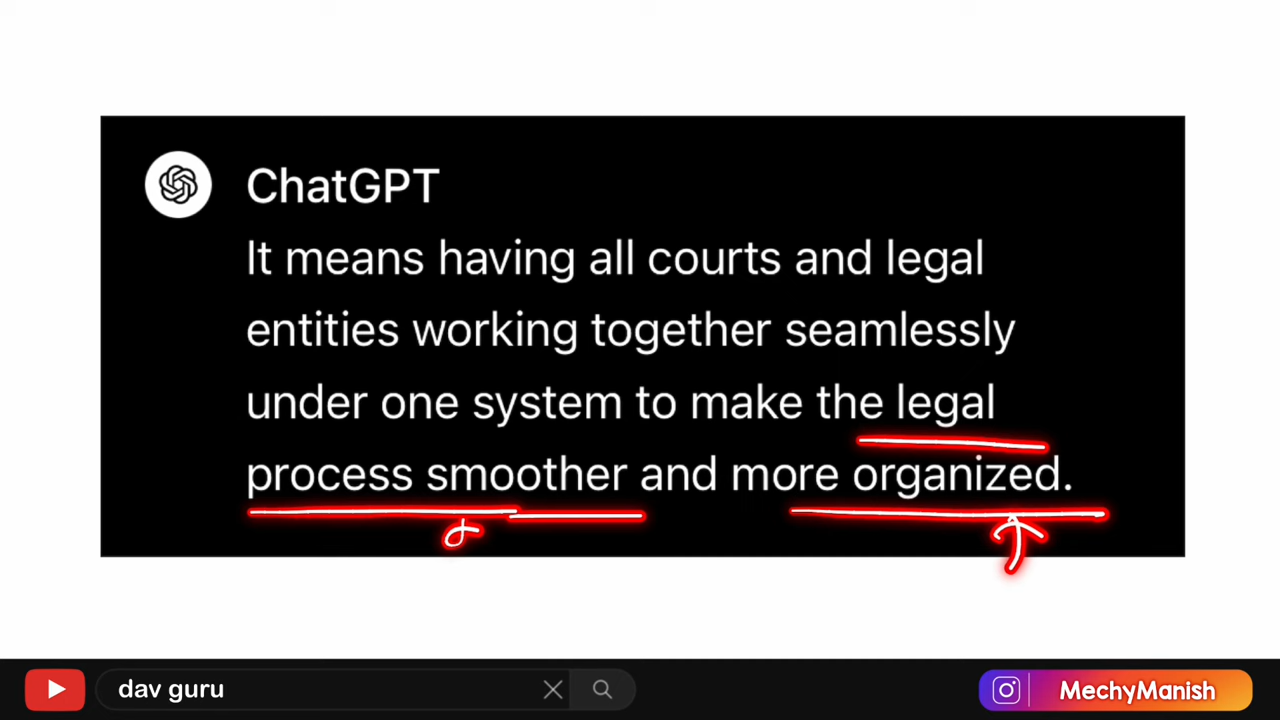 ChatGPT
It means having all courts and legal
entities working together seamlessly
under one system to make the legal
process smoother and more organized.
dav guru
MechyManish